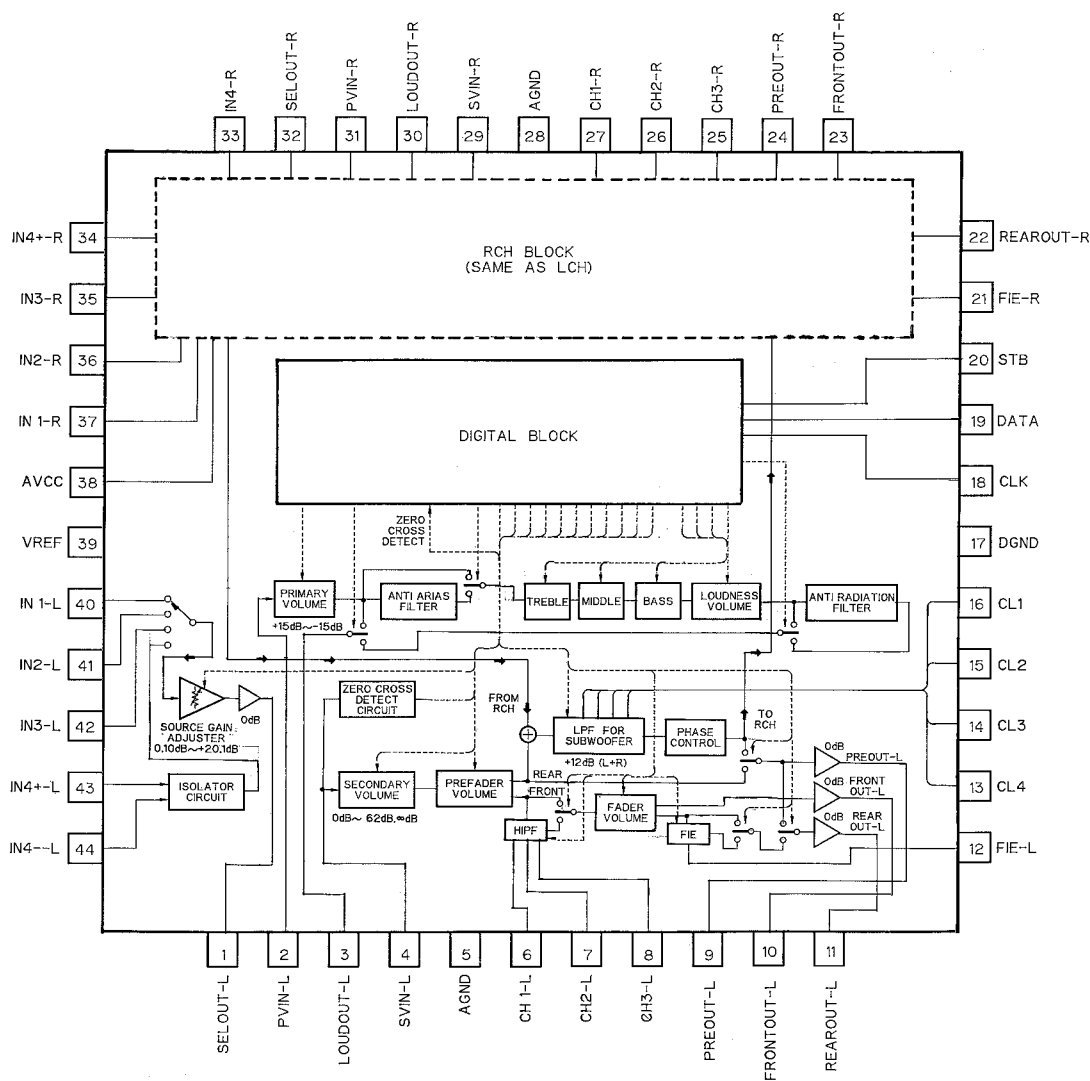 IN4-R
SELOUT-R
PVIN-R
LOUDOUT-R
SVIN-R
AGND
CH1-R
CH2-R
CH3-R
PREOUT-R
FRONTOUT-R
33
32
31
30
29
28
27
26
25
24
23
IN4+-R 34
22 REAROUT-R
RCH BLOCK
(SAME AS LCH)
IN3-R 35
21 FIE-R
IN2-R 36
20 STB
IN 1-R 37
19 DATA
DIGITAL BLOCK
AVCC 38
18 CLK
VREF 39
17 DGND
ZERO
CROSS
DETECT
IN 1-L 40
16 CL1
PRIMARY
VOLUME
+15dB~-15dB
ANTI ARIAS
FILTER
TREBLE
MIDDLE
BASS
LOUDNESS
VOLUME
ANTI RADIATION
FILTER
IN2-L 41
15 CL2
IN3-L 42
14 CL3
SOURCE GAIN
ADJUSTER
0,10dB~+20,1dB
0dB
ZERO CROSS
DETECT
CIRCUIT
FROM
RCH
LPF FOR
SUBWOOFER
+12dB (L+R)
PHASE
CONTROL
TO
RCH
IN4+-L 43
13 CL4
ISOLATOR
CIRCUIT
SECONDARY
VOLUME
0dB~ 62dB,∞dB
PREFADER
VOLUME
REAR
FRONT
HIPF
FADER
VOLUME
FIE
0dB
PREOUT-L
0dB
FRONT
OUT-L
0dB
REAR
OUT-L
IN4--L 44
12 FIE-L
1
2
3
4
5
6
7
8
9
10
11
SELOUT-L
PVIN-L
LOUDOUT-L
SVIN-L
AGND
CH 1-L
CH2-L
CH3-L
PREOUT-L
FRONTOUT-L
REAROUT-L